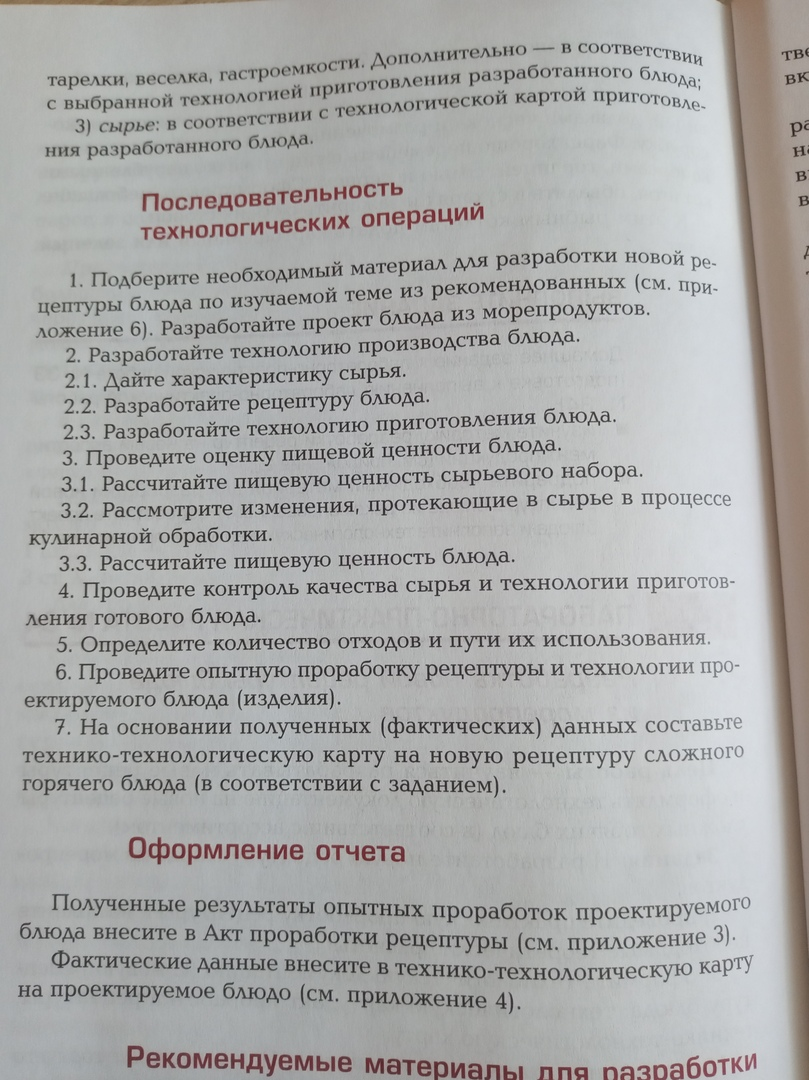 тарелки, веселка, гастроемкости. Дополнительно — в соответствии
с выбранной технологией приготовления разработанного блюда;
3) сырье: в соответствии с технологической картой приготовле-
ния разработанного блюда.
Последовательность
технологических операций
1. Подберите необходимый материал для разработки новой ре-
цептуры блюда по изучаемой теме из рекомендованных (см. при-
ложение 6). Разработайте проект блюда из морепродуктов.
2. Разработайте технологию производства блюда.
2.1. Дайте характеристику сырья.
2.2. Разработайте рецептуру блюда.
2.3. Разработайте технологию приготовления блюда.
3. Проведите оценку пищевой ценности блюда.
3.1. Рассчитайте пищевую ценность сырьевого набора.
3.2. Рассмотрите изменения, протекающие в сырье в процессе
кулинарной обработки.
3.3. Рассчитайте пищевую ценность блюда.
4. Проведите контроль качества сырья и технологии приготов-
ления готового блюда.
5. Определите количество отходов и пути их использования.
6. Проведите опытную проработку рецептуры и технологии про-
ектируемого блюда (изделия).
7. На основании полученных (фактических) данных составьте
технико-технологическую карту на новую рецептуру сложного
горячего блюда (в соответствии с заданием).
Оформление отчета
Полученные результаты опытных проработок проектируемого
блюда внесите в Акт проработки рецептуры (см. приложение 3).
Фактические данные внесите в технико-технологическую карту
на проектируемое блюдо (см. приложение 4).
Рекомендуемые материалы для разработки